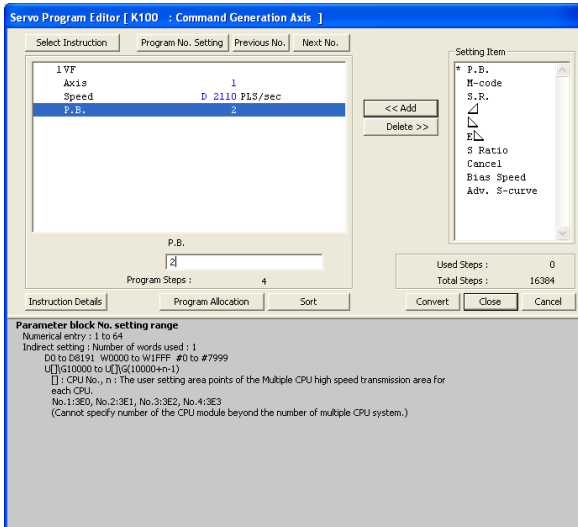 Servo Program Editor [ K100 : Command Generation Axis ]
Select Instruction
Program No. Setting
Previous No.
Next No.
1 VF
Axis 1
Speed D 2110 PLS/sec
P.B. 2
<< Add
Delete >>
Setting Item
* P.B.
M-code
S.R.
E
S Ratio
Cancel
Bias Speed
Adv. S-curve
P.B.
2
Program Steps : 4
Used Steps : 0
Total Steps : 16384
Instruction Details
Program Allocation
Sort
Convert
Close
Cancel
Parameter block No. setting range
Numerical entry : 1 to 64
Indirect setting : Number of words used : 1
D0 to D8191 W0000 to W1FFF #0 to #7999
U[]\G10000 to U[]\G(10000+n-1)
[] : CPU No., n : The user setting area points of the Multiple CPU high speed transmission area for
each CPU.
No.1:3E0, No.2:3E1, No.3:3E2, No.4:3E3
(Cannot specify number of the CPU module beyond the number of multiple CPU system.)